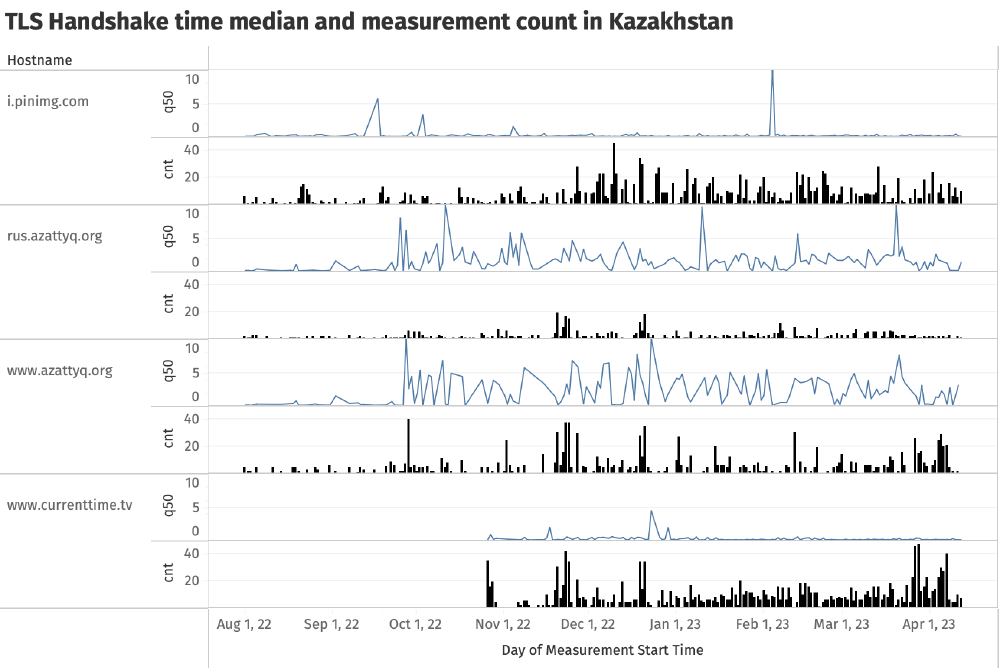 TLS Handshake time median and measurement count in Kazakhstan
Hostname
i.pinimg.com
q50
10
5
0
cnt
40
20
rus.azattyq.org
q50
10
5
0
cnt
40
20
www.azattyq.org
q50
10
5
0
cnt
40
20
www.currenttime.tv
q50
10
5
0
cnt
40
20
Aug 1, 22 Sep 1, 22 Oct 1, 22 Nov 1, 22 Dec 1, 22 Jan 1, 23 Feb 1, 23 Mar 1, 23 Apr 1, 23
Day of Measurement Start Time